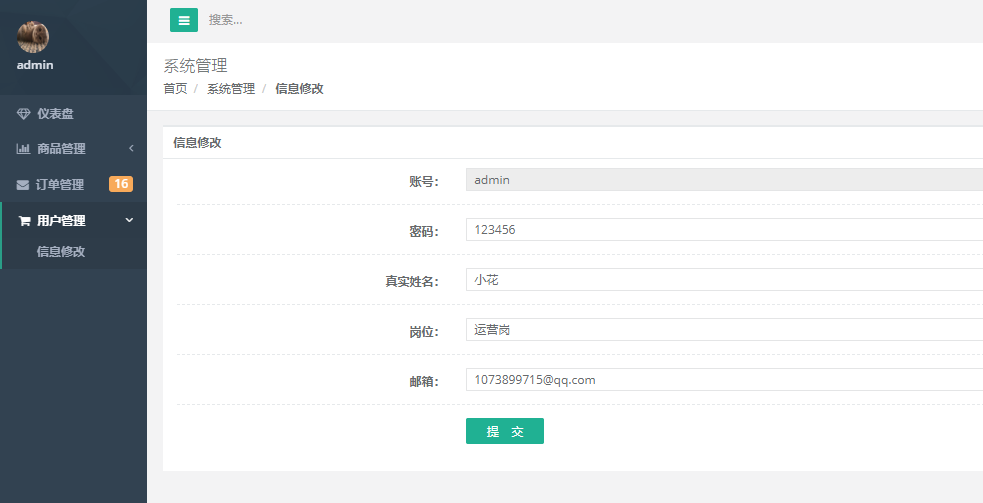 admin
仪表盘
商品管理
订单管理 16
用户管理
信息修改
搜索...
系统管理
首页 / 系统管理 / 信息修改
信息修改
账号： admin
密码： 123456
真实姓名： 小花
岗位： 运营岗
邮箱： 1073899715@qq.com
提 交